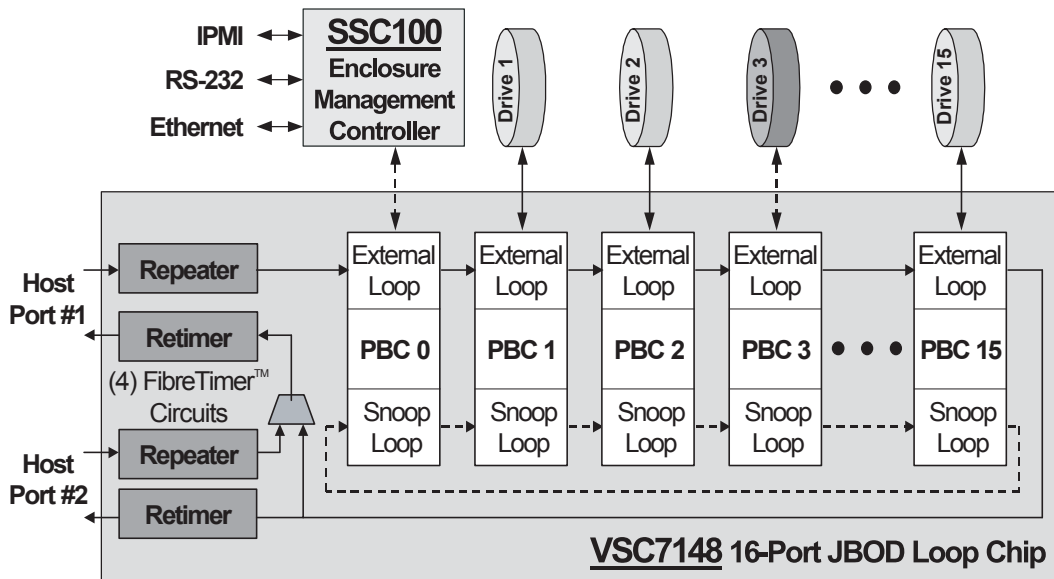 IPMI
RS-232
Ethernet
SSC100
Enclosure
Management
Controller
Drive 1
Drive 2
Drive 3
Drive 15
Host
Port #1
Repeater
Retimer
(4) FibreTimer™
Circuits
Host
Port #2
Repeater
Retimer
External
Loop
PBC 0
Snoop
Loop
External
Loop
PBC 1
Snoop
Loop
External
Loop
PBC 2
Snoop
Loop
External
Loop
PBC 3
Snoop
Loop
External
Loop
PBC 15
Snoop
Loop
VSC7148 16-Port JBOD Loop Chip